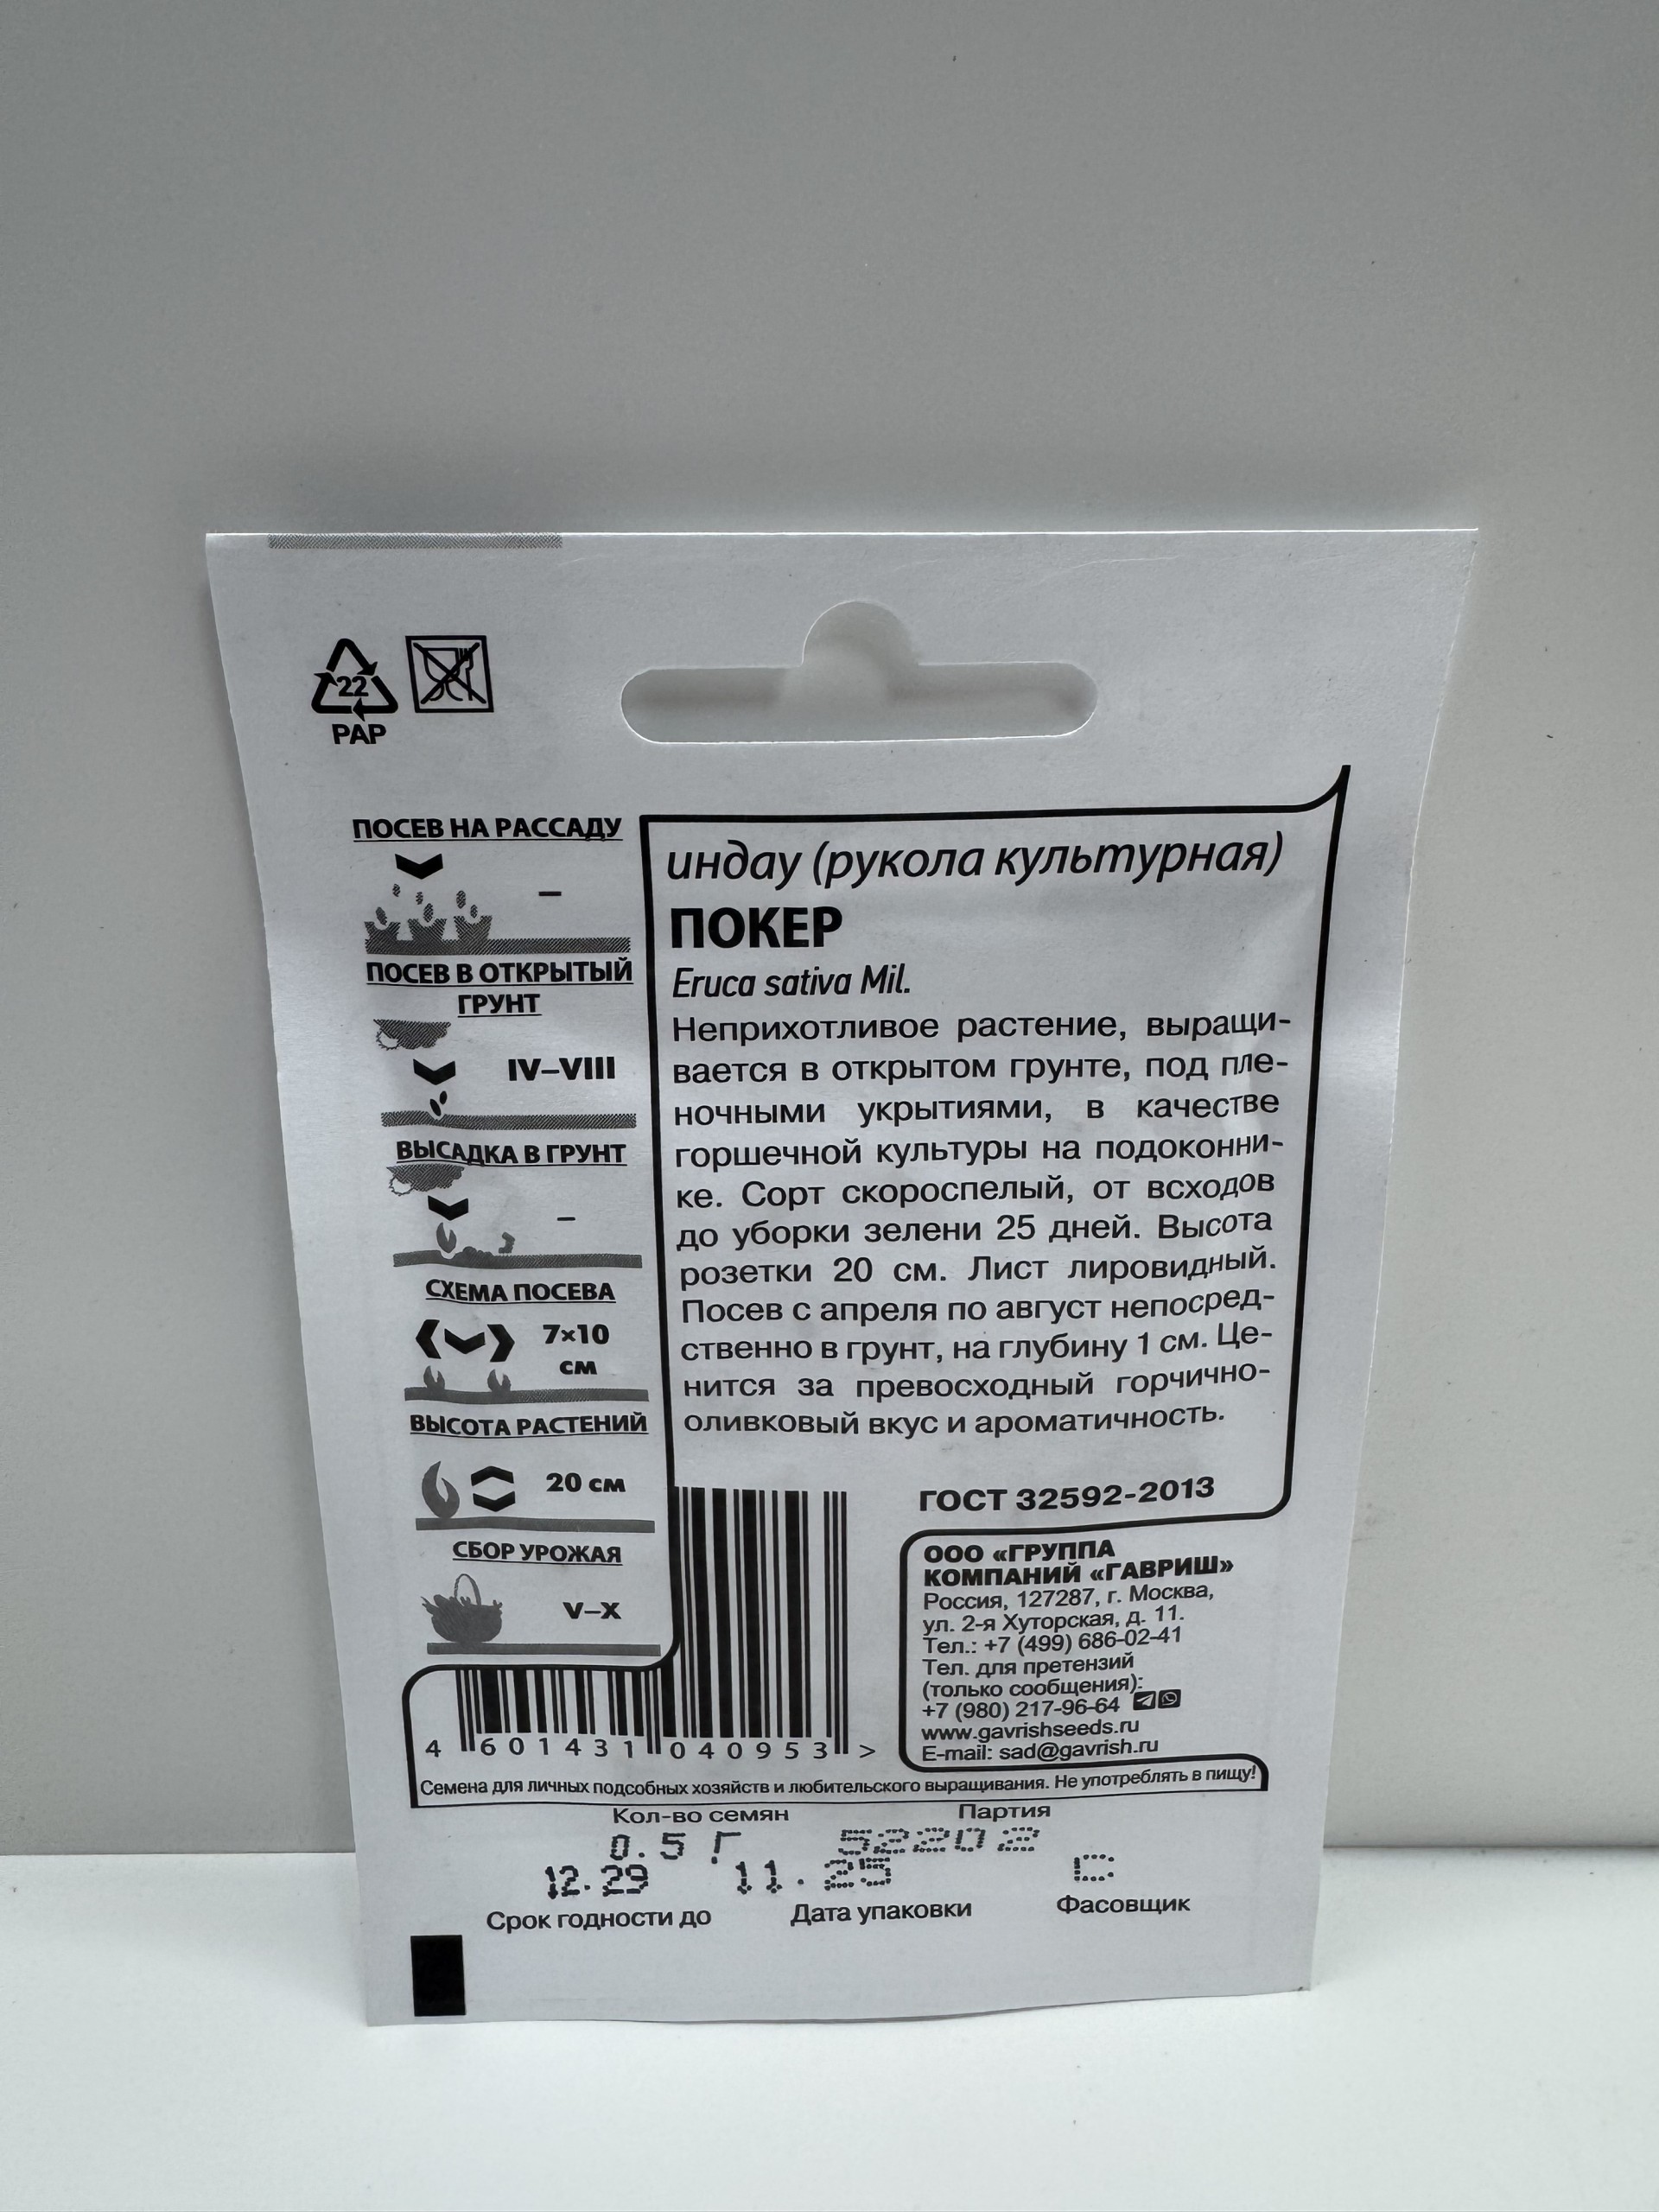 22
PAP
ПОСЕВ НА РАССАДУ
–
ПОСЕВ В ОТКРЫТЫЙ
ГРУНТ
IV–VIII
ВЫСАДКА В ГРУНТ
–
СХЕМА ПОСЕВА
7×10
см
ВЫСОТА РАСТЕНИЙ
20 см
СБОР УРОЖАЯ
V–X
индау (рукола культурная)
ПОКЕР
Eruca sativa Mil.
Неприхотливое растение, выращи-
вается в открытом грунте, под пле-
ночными укрытиями, в качестве
горшечной культуры на подоконни-
ке. Сорт скороспелый, от всходов
до уборки зелени 25 дней. Высота
розетки 20 см. Лист лировидный.
Посев с апреля по август непосред-
ственно в грунт, на глубину 1 см. Це-
нится за превосходный горчично-
оливковый вкус и ароматичность.
ГОСТ 32592-2013
ООО «ГРУППА
КОМПАНИЙ «ГАВРИШ»
Россия, 127287, г. Москва,
ул. 2-я Хуторская, д. 11.
Тел.: +7 (499) 686-02-41
Тел. для претензий
(только сообщения):
+7 (980) 217-96-64
www.gavrishseeds.ru
E-mail: sad@gavrish.ru
4 601431 040953 >
Семена для личных подсобных хозяйств и любительского выращивания. Не употреблять в пищу!
Кол-во семян Партия
0.5 Г 522202
12.29 11.25 С
Срок годности до Дата упаковки Фасовщик